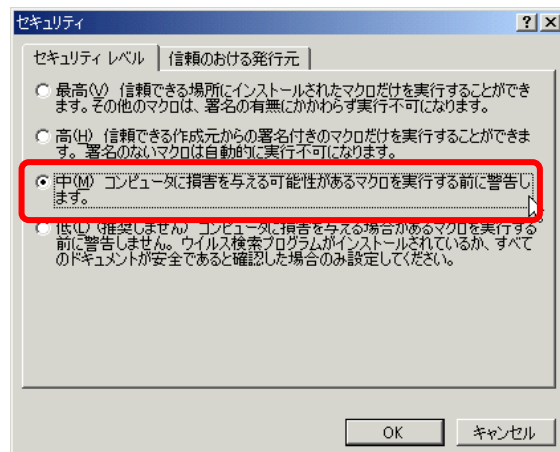 セキュリティ
セキュリティ レベル
信頼のおける発行元
最高(V) 信頼できる場所にインストールされたマクロだけを実行することができ
ます。その他のマクロは、署名の有無にかかわらず実行不可になります。
高(H) 信頼できる作成元からの署名付きのマクロだけを実行することができま
す。署名のないマクロは自動的に実行不可になります。
中(M) コンピュータに損害を与える可能性があるマクロを実行する前に警告し
ます。
低(L) (推奨しません) コンピュータに損害を与える場合があるマクロを実行する
前に警告しません。ウイルス検索プログラムがインストールされているか、すべて
のドキュメントが安全であると確認した場合のみ設定してください。
OK
キャンセル